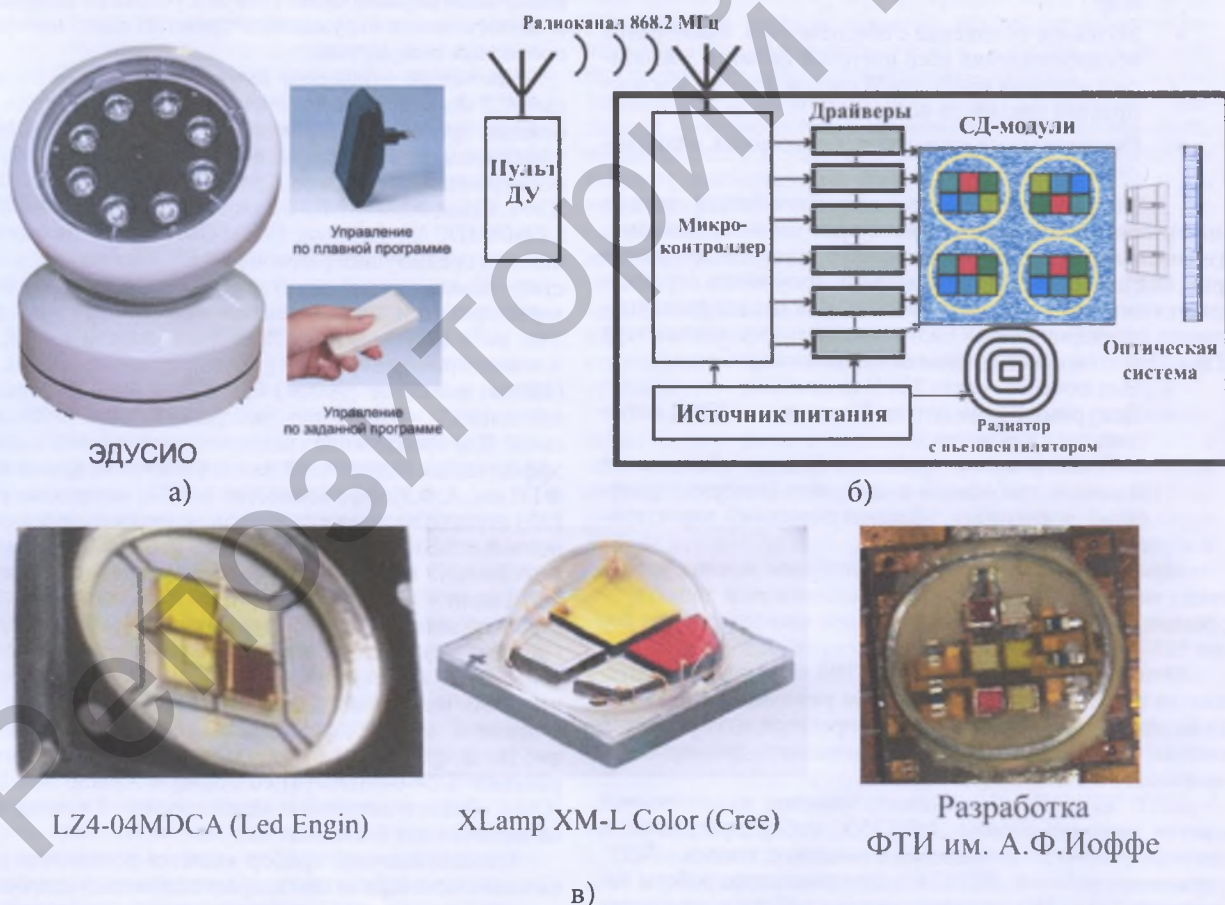 Радиоканал 868.2 МГц
Управление
по плавной программе
Управление
по заданной программе
ЭДУСИО
а)
Пульт
ДУ
Микро-
контроллер
Драйверы
СД-модули
Оптическая
система
Источник питания
Радиатор
с пьезовентилятором
б)
LZ4-04MDCA (Led Engin)
XLamp XM-L Color (Cree)
Разработка
ФТИ им. А.Ф.Иоффе
в)
Репозиторий